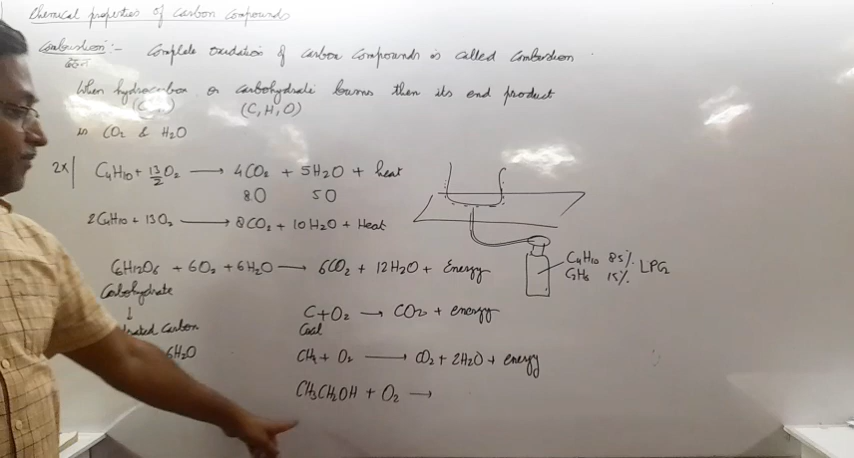 Chemical properties of Carbon Compounds
Combustion :- Complete oxidation of carbon compounds is called Combustion
दहन
When hydrocarbon or carbohydrate burns then its end product
(C, H, O)
is CO2 & H2O
2x| C4H10 + 13/2 O2 ⟶ 4CO2 + 5H2O + heat
8O 5O
2C4H10 + 13O2 ⟶ 8CO2 + 10H2O + Heat
C4H10 85%
LPG
15%
C6H12O6 + 6O2 + 6H2O ⟶ 6CO2 + 12H2O + Energy
Carbohydrate
↓
Carbon
6H2O
C + O2 ⟶ CO2 + energy
Coal
CH4 + O2 ⟶ CO2 + 2H2O + energy
CH3CH2OH + O2 ⟶